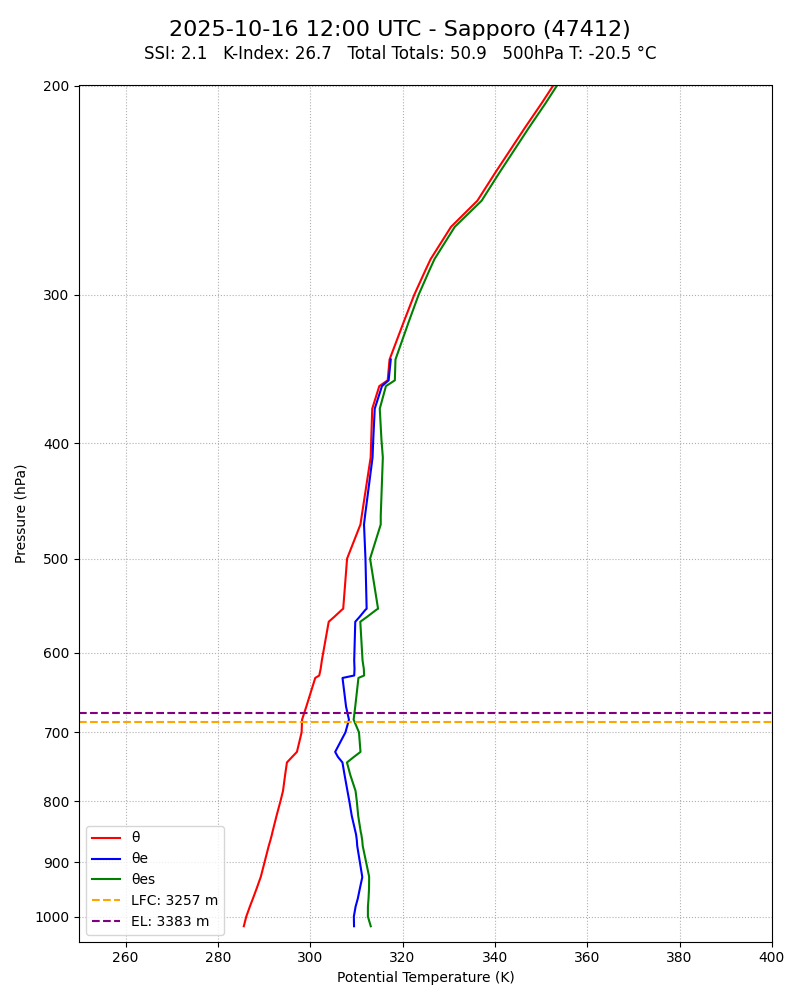 2025-10-16 12:00 UTC - Sapporo (47412)
SSI: 2.1   K-Index: 26.7   Total Totals: 50.9   500hPa T: -20.5 °C
200
300
400
500
600
700
800
900
1000
Pressure (hPa)
θ
θe
θes
LFC: 3257 m
EL: 3383 m
260
280
300
320
340
360
380
400
Potential Temperature (K)